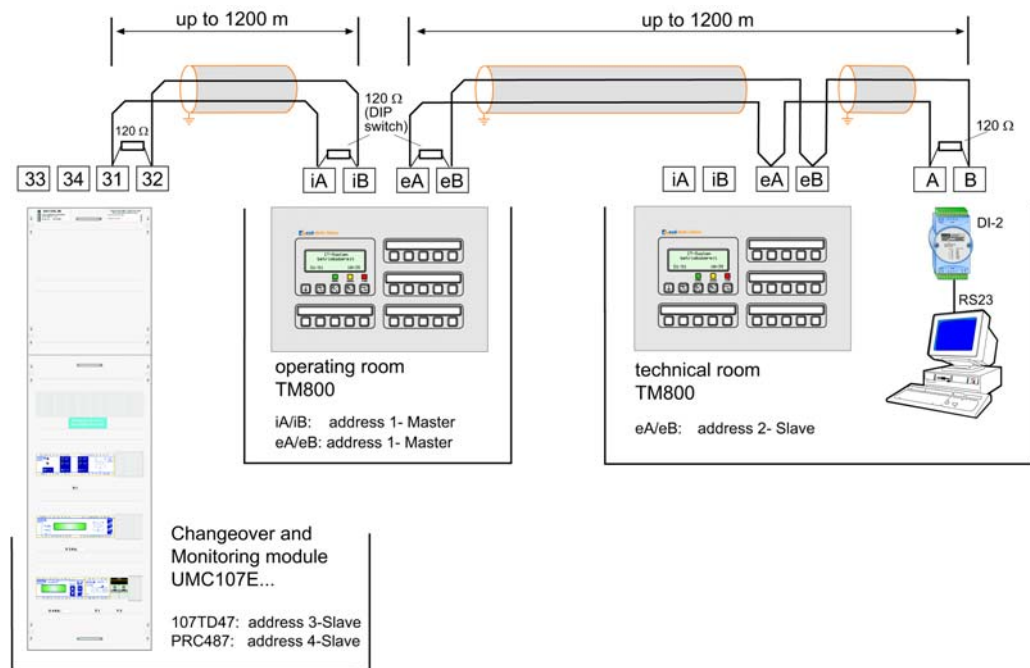 up to 1200 m
up to 1200 m
120 Ω
120 Ω
(DIP
switch)
120 Ω
33 34 31 32 iA iB eA eB iA iB eA eB A B
DI-2
RS23
operating room
TM800
iA/iB: address 1- Master
eA/eB: address 1- Master
technical room
TM800
eA/eB: address 2- Slave
Changeover and
Monitoring module
UMC107E...
107TD47: address 3-Slave
PRC487: address 4-Slave